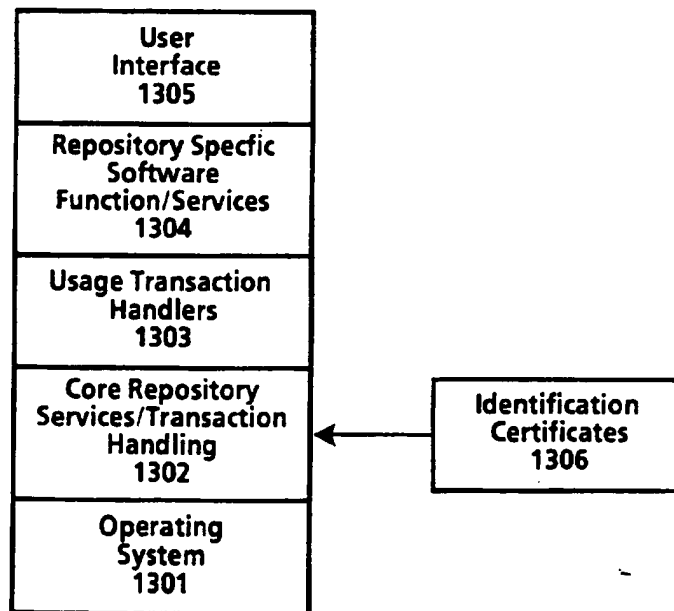 User
Interface
1305
Repository Specfic
Software
Function/Services
1304
Usage Transaction
Handlers
1303
Core Repository
Services/Transaction
Handling
1302
Identification
Certificates
1306
Operating
System
1301